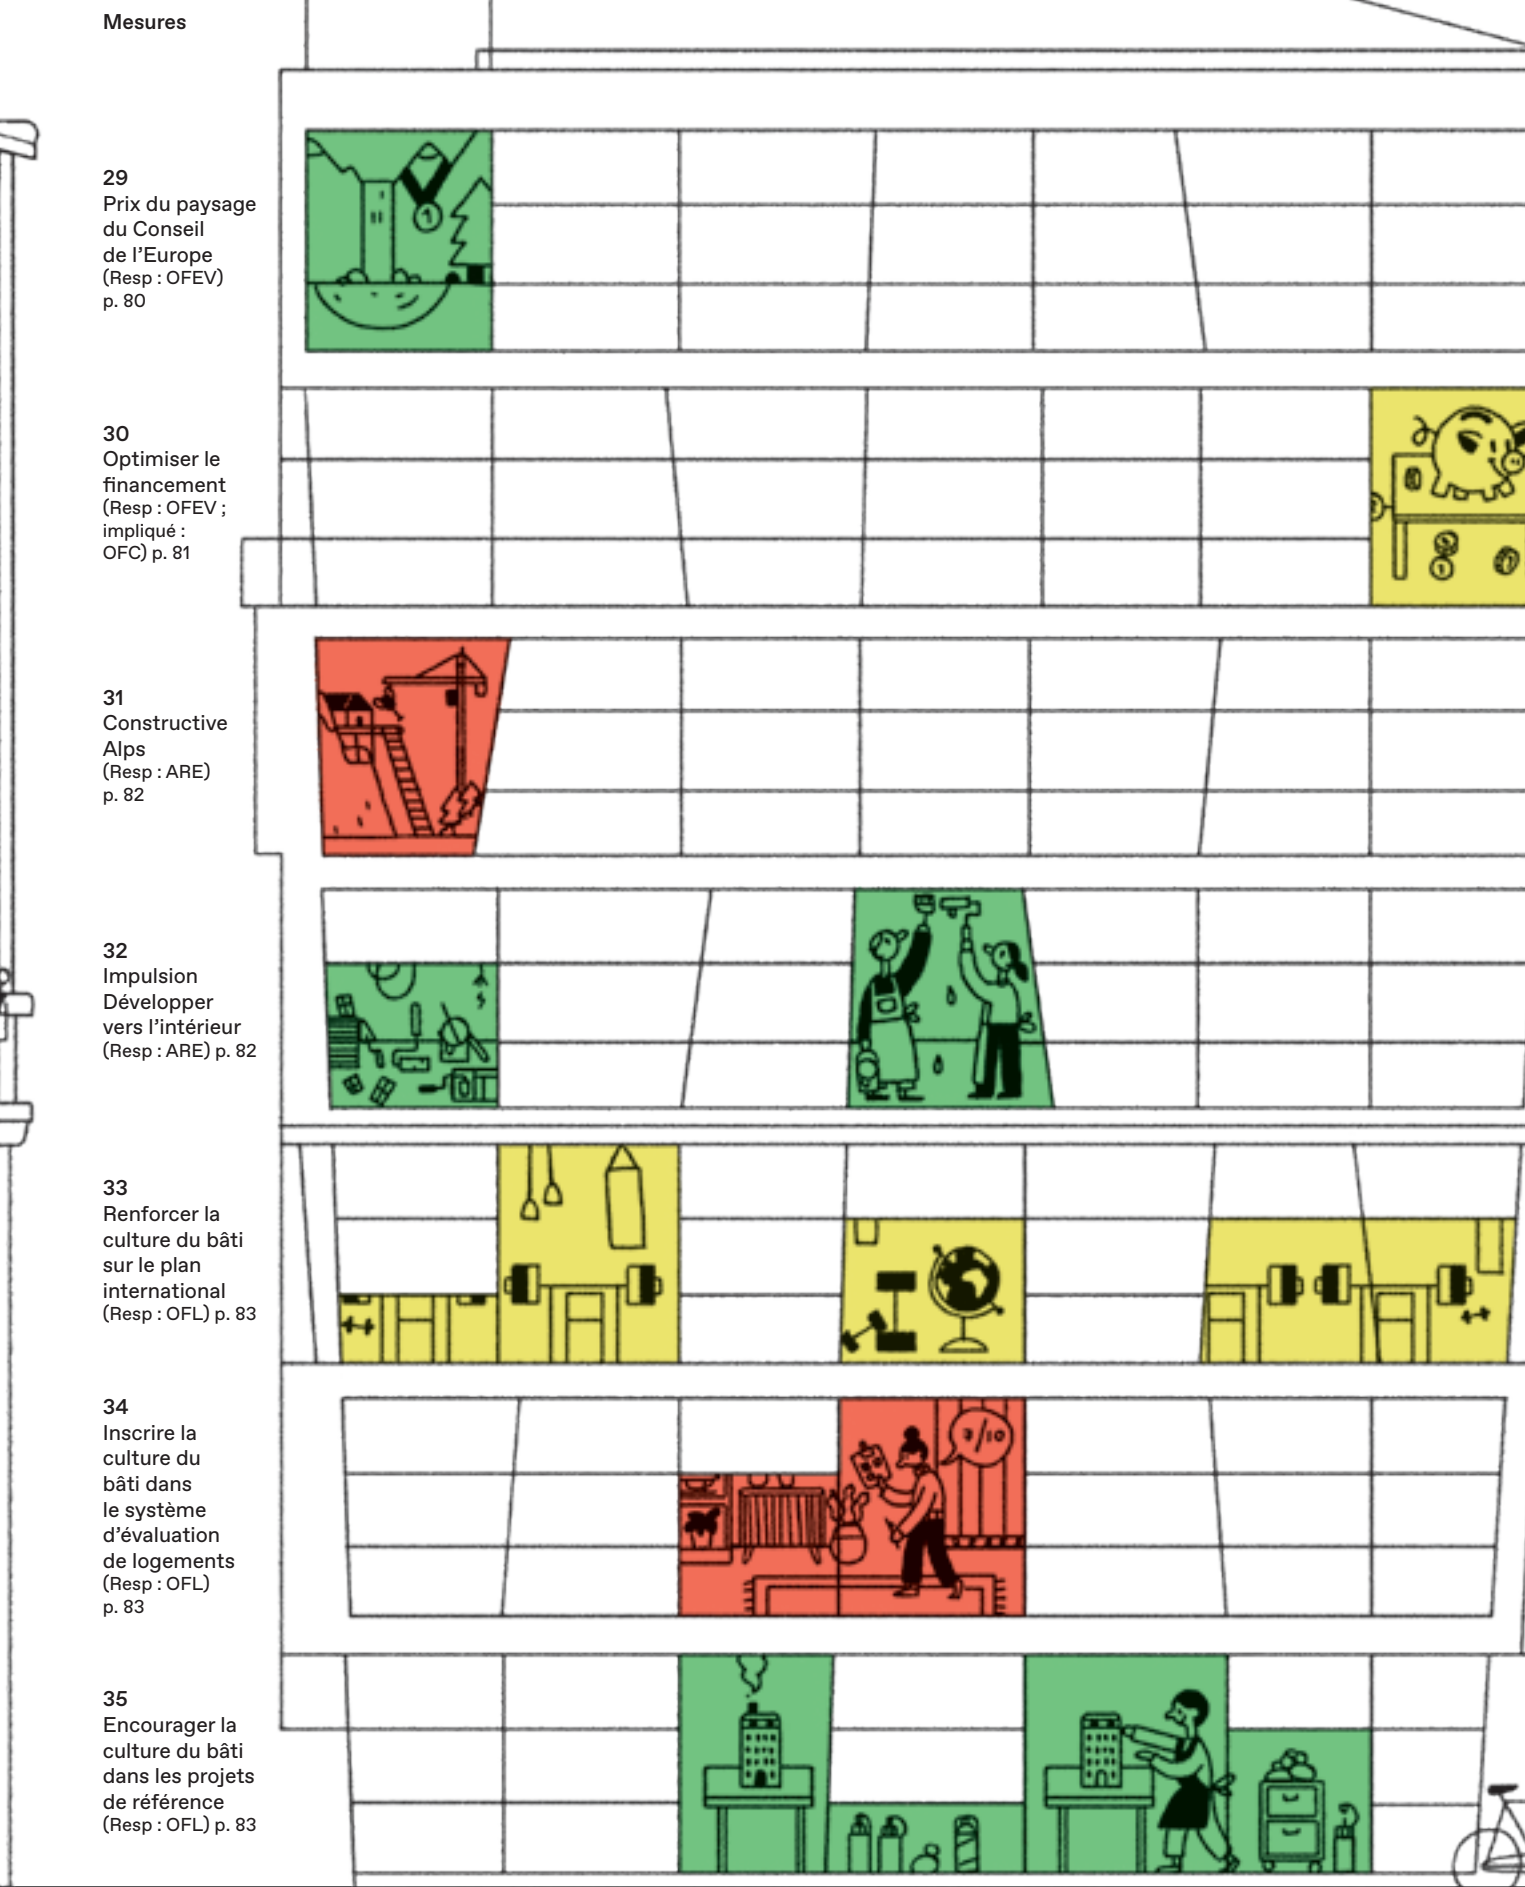 Mesures
29
Prix du paysage
du Conseil
de l’Europe
(Resp : OFEV)
p. 80
30
Optimiser le
financement
(Resp : OFEV ;
impliqué :
OFC) p. 81
31
Constructive
Alps
(Resp : ARE)
p. 82
32
Impulsion
Développer
vers l’intérieur
(Resp : ARE) p. 82
33
Renforcer la
culture du bâti
sur le plan
international
(Resp : OFL) p. 83
34
Inscrire la
culture du
bâti dans
le système
d’évaluation
de logements
(Resp : OFL)
p. 83
7/10
35
Encourager la
culture du bâti
dans les projets
de référence
(Resp : OFL) p. 83